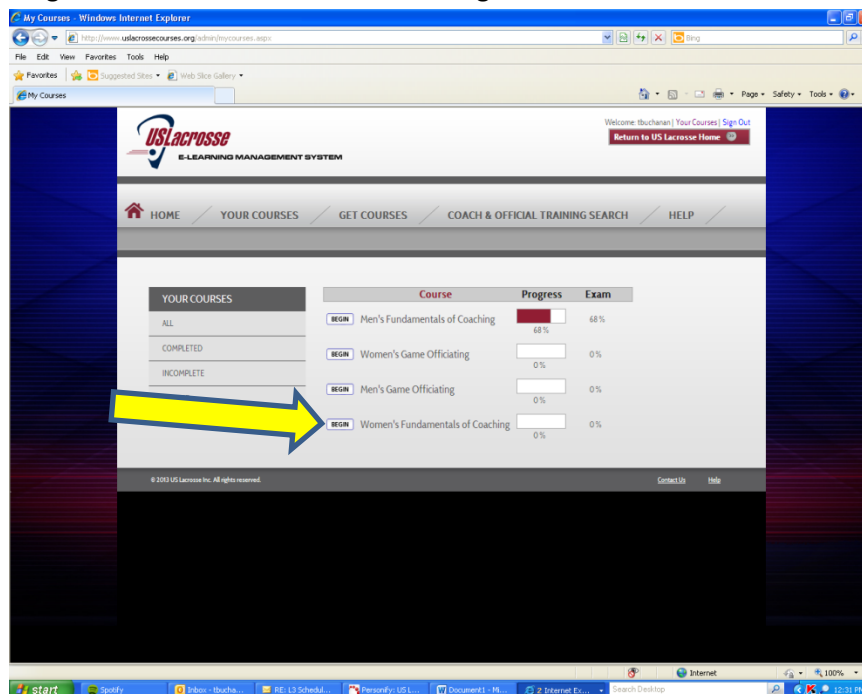 My Courses - Windows Internet Explorer
http://www.uslacrossecourses.org/admin/mycourses.aspx
Bing
File Edit View Favorites Tools Help
Favorites Suggested Sites Web Slice Gallery
My Courses
Page Safety Tools
Welcome tbuchanan | Your Courses | Sign Out
Return to US Lacrosse Home
USLacrosse
E-LEARNING MANAGEMENT SYSTEM
HOME YOUR COURSES GET COURSES COACH & OFFICIAL TRAINING SEARCH HELP
YOUR COURSES
ALL
COMPLETED
INCOMPLETE
Course Progress Exam
BEGIN Men's Fundamentals of Coaching 68%
68%
BEGIN Women's Game Officiating 0%
0%
BEGIN Men's Game Officiating 0%
0%
BEGIN Women's Fundamentals of Coaching 0%
0%
© 2013 US Lacrosse Inc. All rights reserved. Contact Us Help
Internet 100%
start Spotify Inbox - tbucha... RE: L3 Schedul... Personify: US L... Document1 - Mi... 2 Internet Ex... Search Desktop 12:31 P